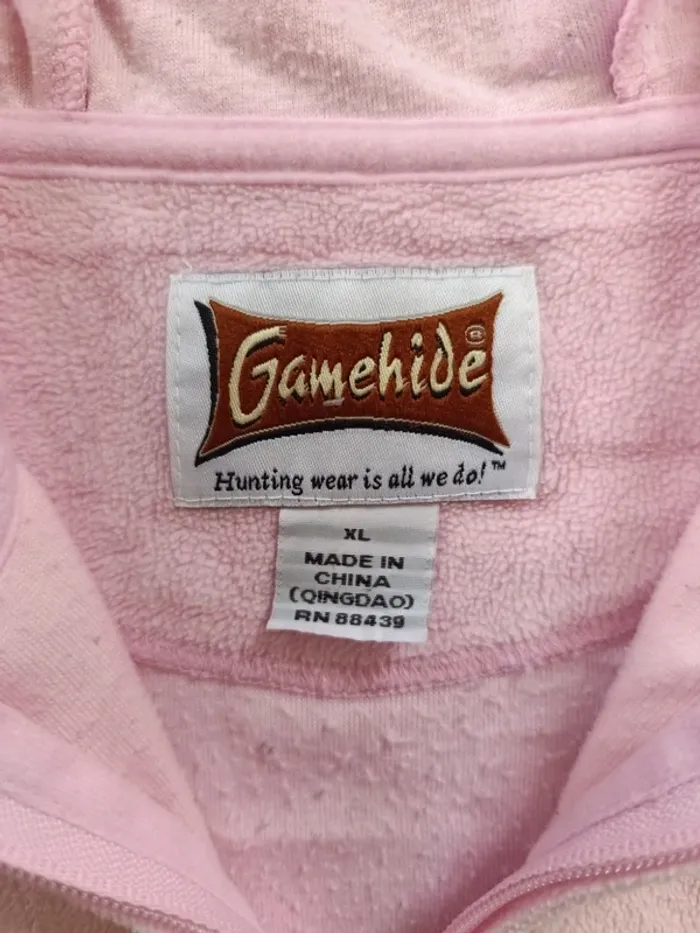 Gamehide®
Hunting wear is all we do!™
XL
MADE IN
CHINA
(QINGDAO)
RN 88439